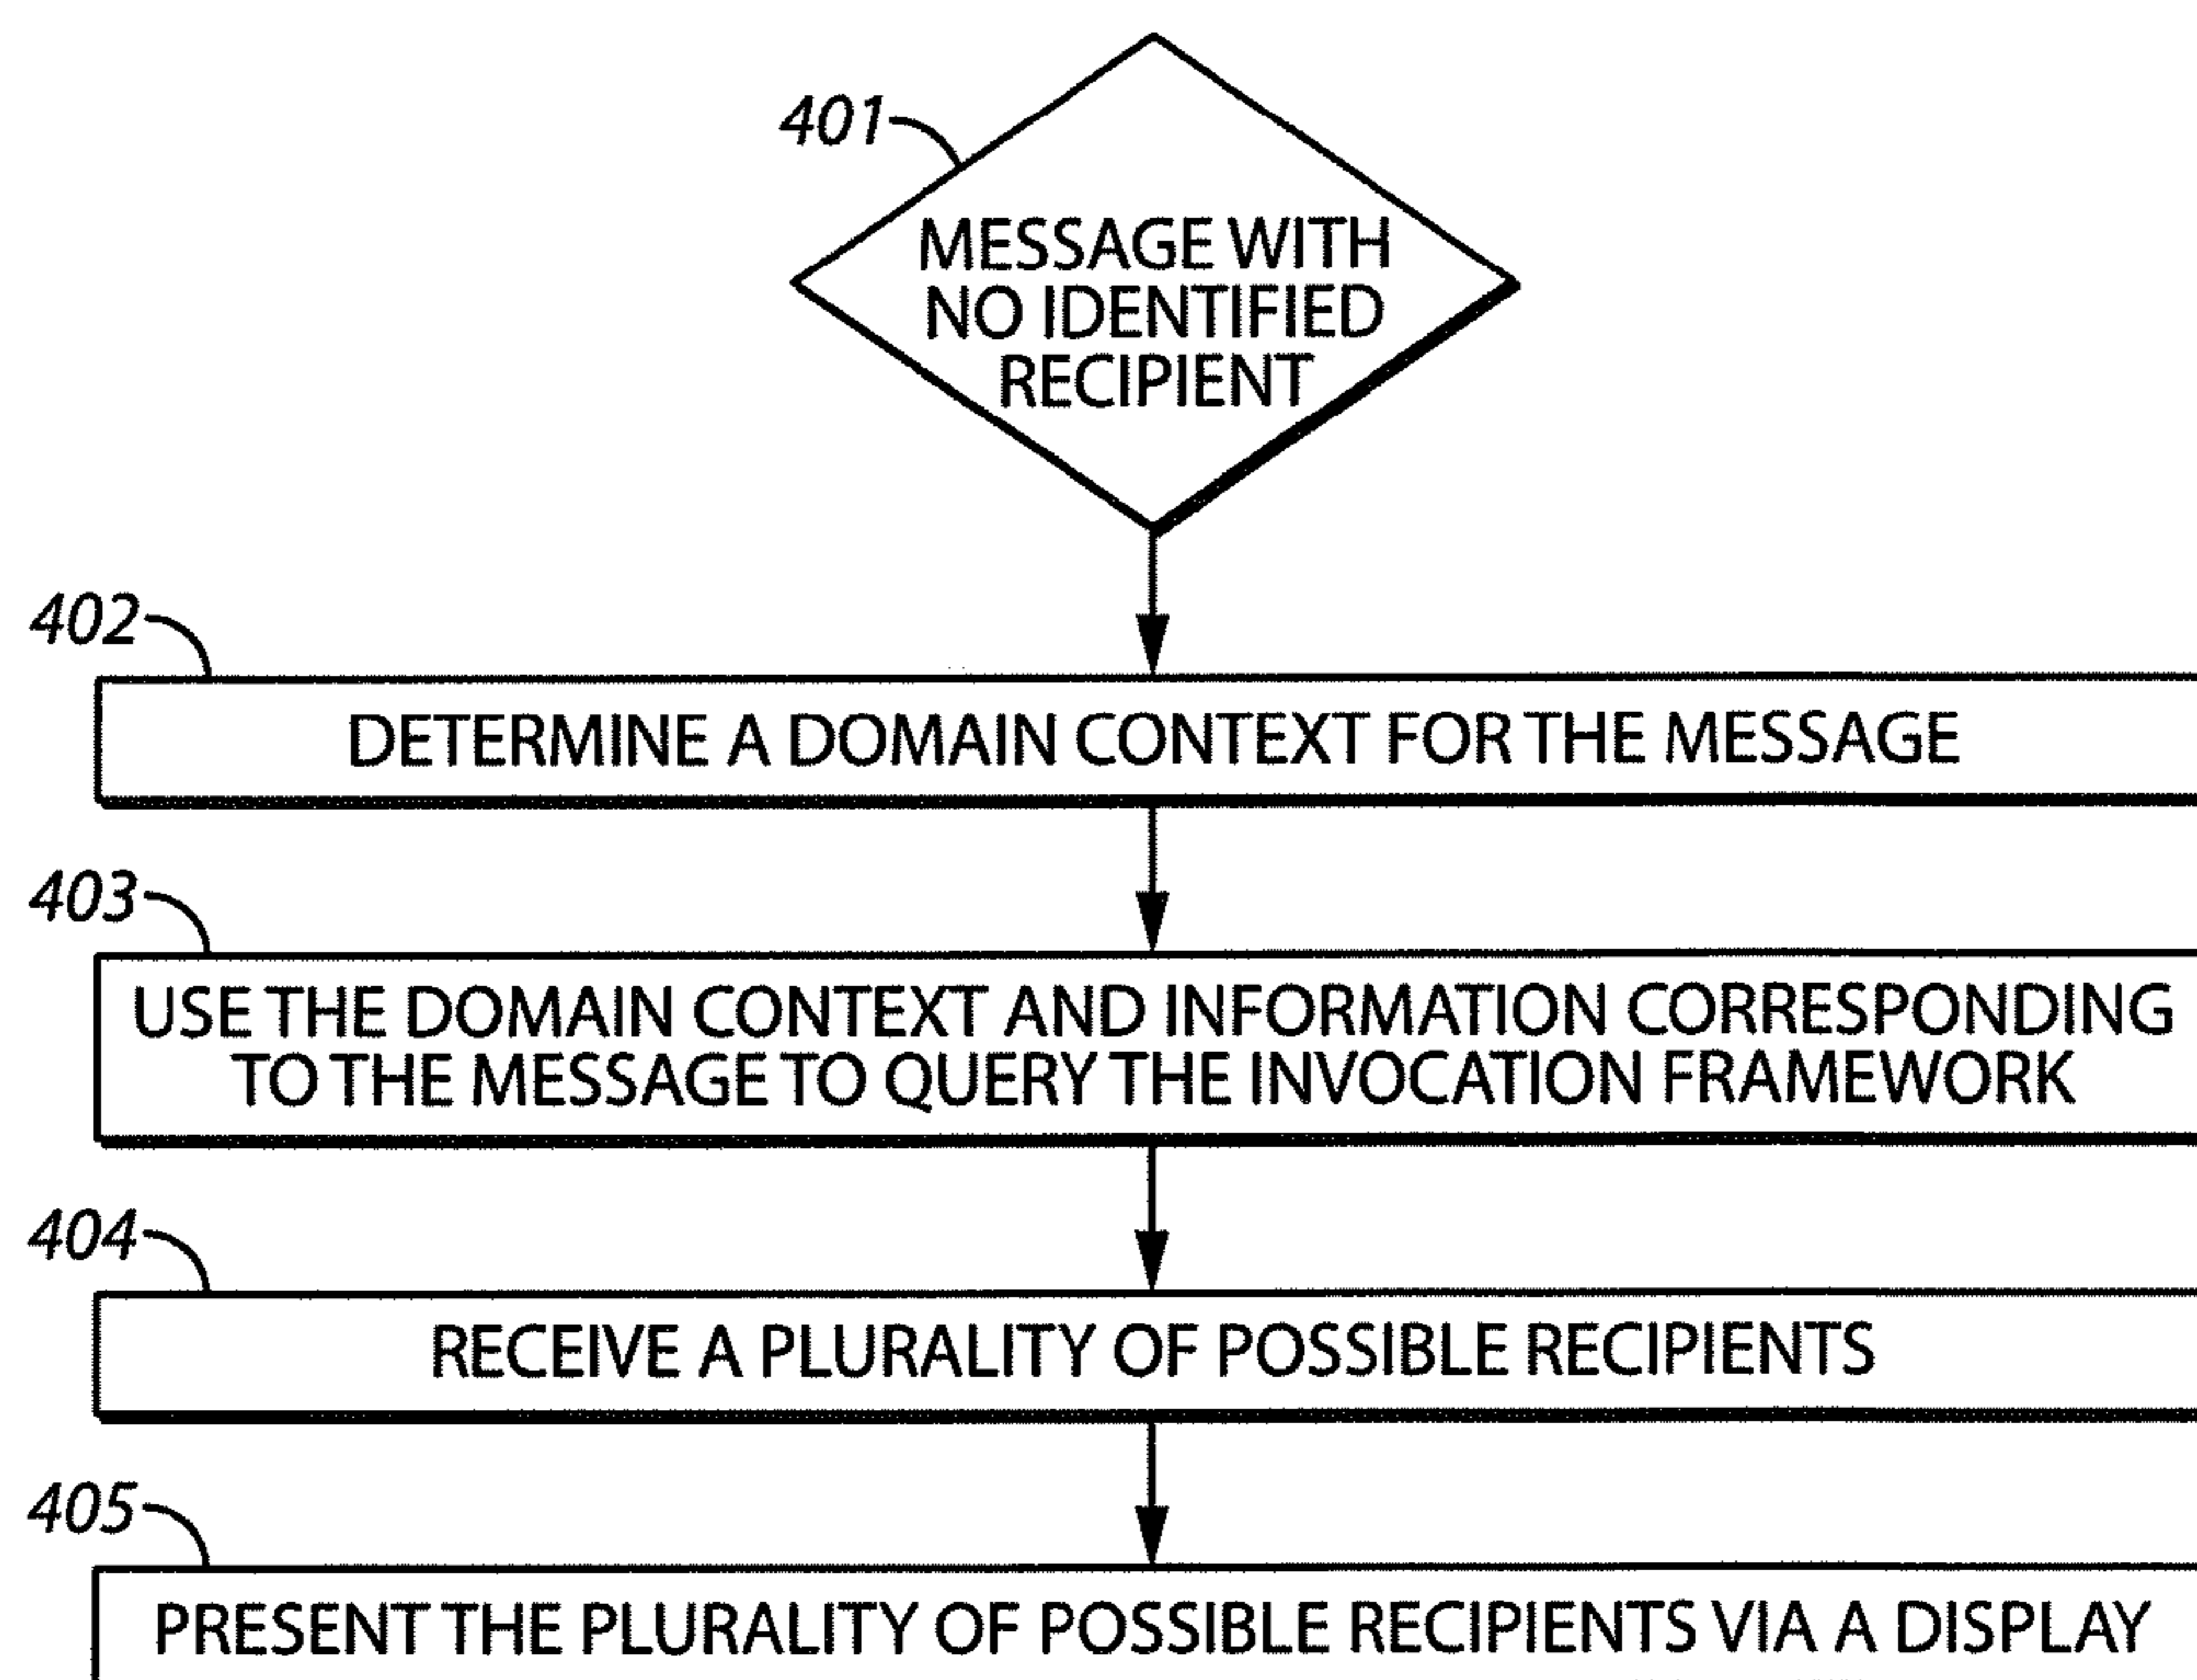 401
MESSAGE WITH
NO IDENTIFIED
RECIPIENT
402
DETERMINE A DOMAIN CONTEXT FOR THE MESSAGE
403
USE THE DOMAIN CONTEXT AND INFORMATION CORRESPONDING
TO THE MESSAGE TO QUERY THE INVOCATION FRAMEWORK
404
RECEIVE A PLURALITY OF POSSIBLE RECIPIENTS
405
PRESENT THE PLURALITY OF POSSIBLE RECIPIENTS VIA A DISPLAY